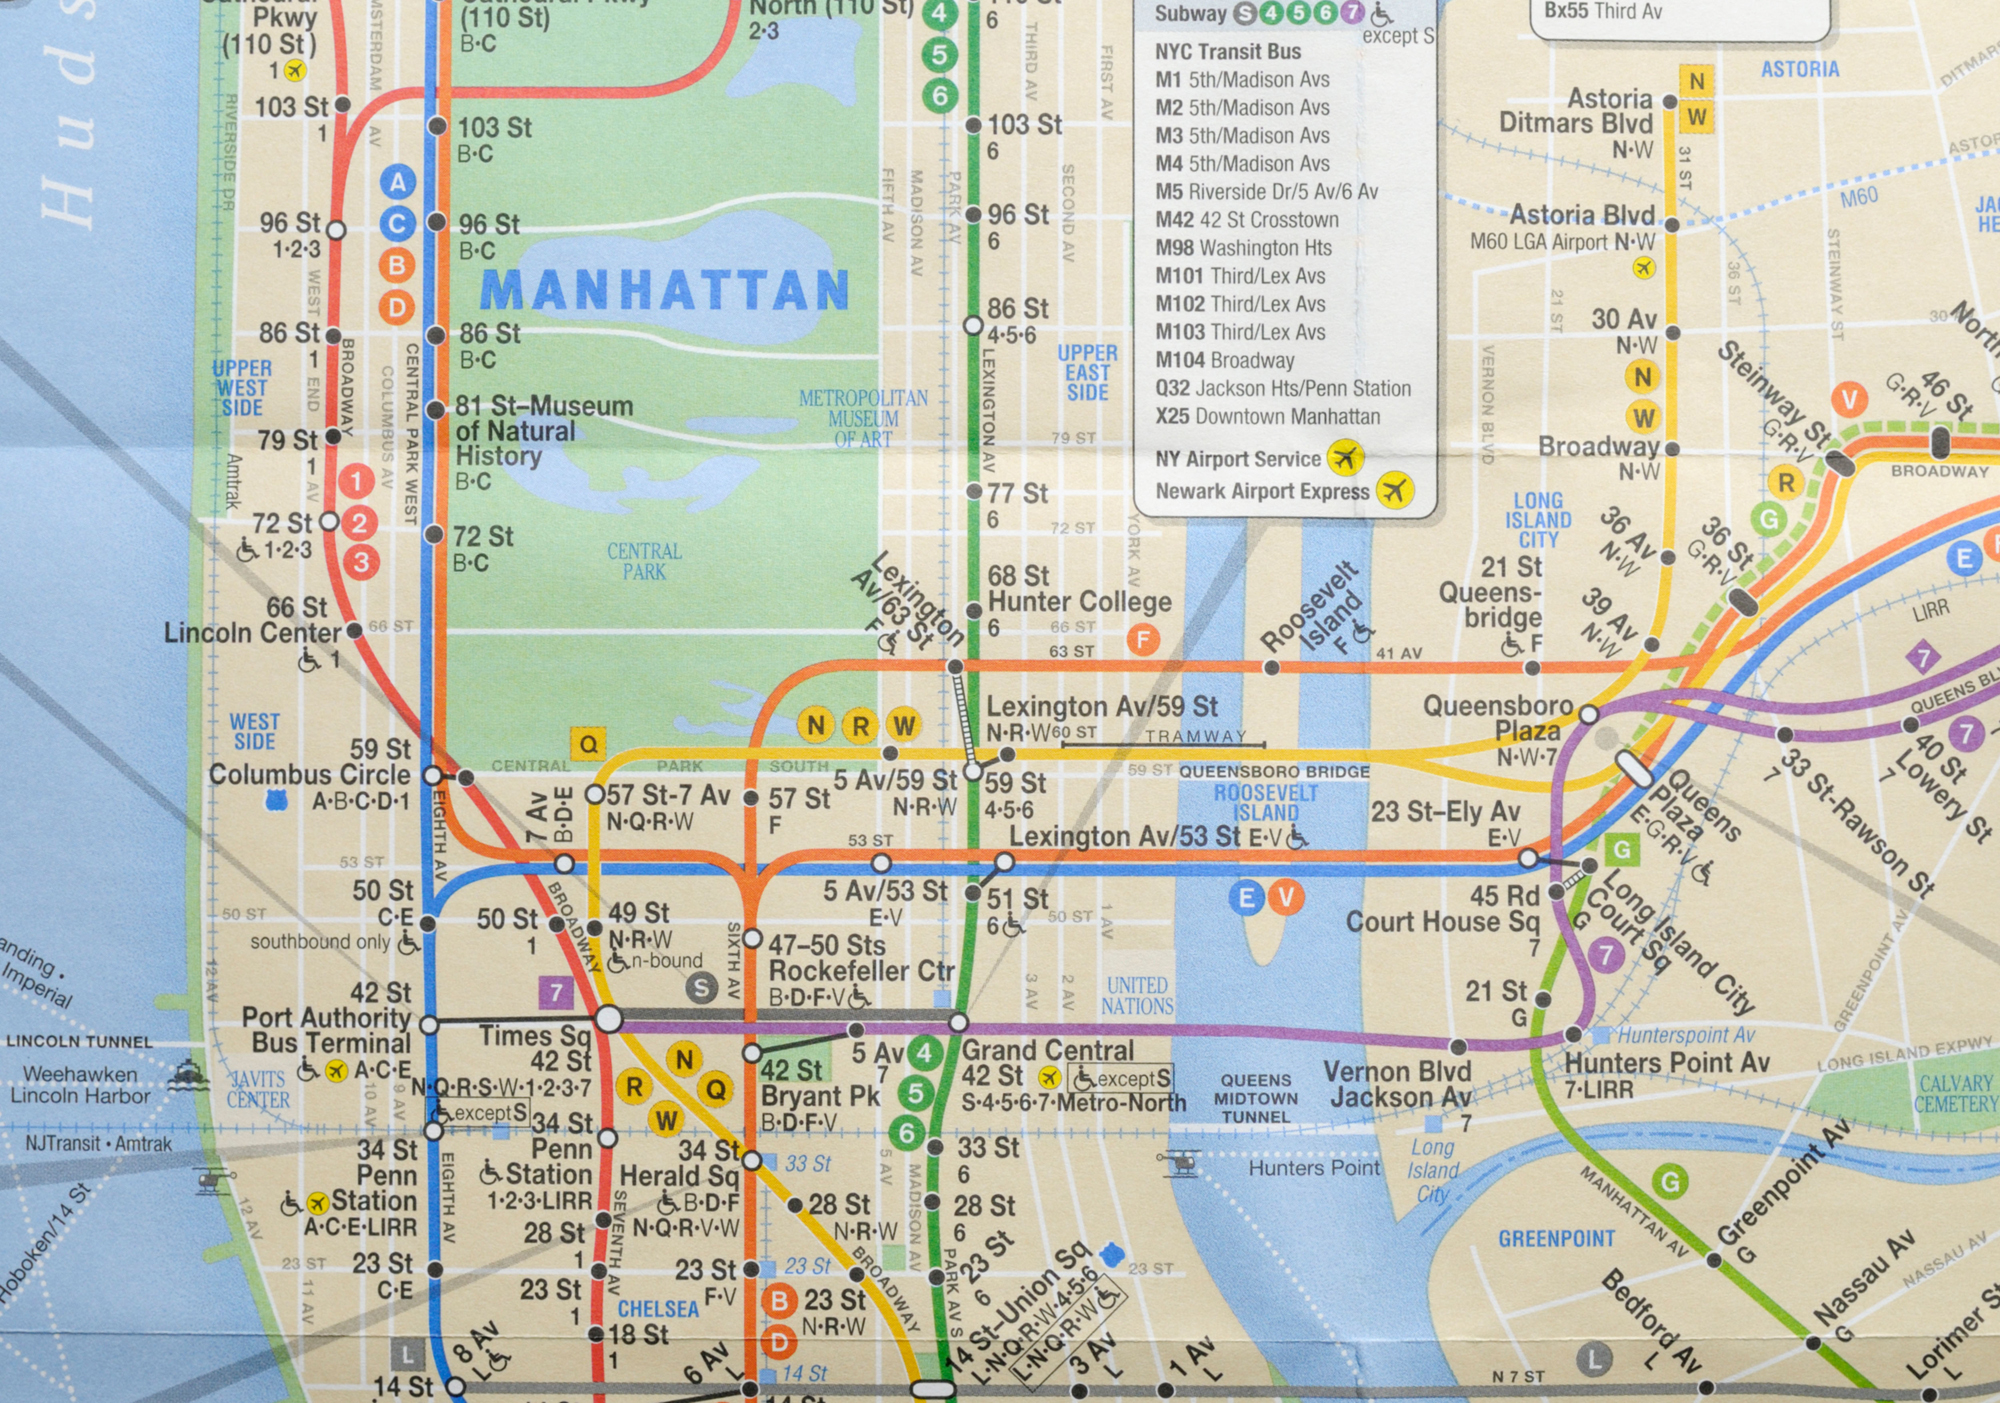 Huds
Pkwy
(110 St)
1
103 St
1
96 St
1·2·3
86 St
1
UPPER
WEST
SIDE
79 St
1
72 St
1·2·3
66 St
Lincoln Center
1
WEST
SIDE
59 St
Columbus Circle
A·B·C·D·1
50 St
C·E
southbound only
42 St
Port Authority
Bus Terminal
A·C·E
34 St
Penn
Station
A·C·E·LIRR
23 St
C·E
14 St
8 Av
L
L
RIVERSIDE DR
AV
WEST END AV
BROADWAY
COLUMBUS AV
CENTRAL PARK WEST
Amtrak
1
2
3
A
C
B
D
(110 St)
B·C
103 St
B·C
96 St
B·C
86 St
B·C
81 St–Museum
of Natural
History
B·C
72 St
B·C
North (110 St)
2·3
MANHATTAN
METROPOLITAN
MUSEUM
OF ART
CENTRAL
PARK
66 ST
4
5
6
6
103 St
6
96 St
6
86 St
4·5·6
77 St
6
68 St
Hunter College
6
66 ST
63 ST
FIFTH AV
MADISON AV
PARK AV
LEXINGTON AV
THIRD AV
SECOND AV
FIRST AV
YORK AV
UPPER
EAST
SIDE
79 ST
72 ST
Subway S 4 5 6 7
except S
NYC Transit Bus
M1 5th/Madison Avs
M2 5th/Madison Avs
M3 5th/Madison Avs
M4 5th/Madison Avs
M5 Riverside Dr/5 Av/6 Av
M42 42 St Crosstown
M98 Washington Hts
M101 Third/Lex Avs
M102 Third/Lex Avs
M103 Third/Lex Avs
M104 Broadway
Q32 Jackson Hts/Penn Station
X25 Downtown Manhattan
NY Airport Service
Newark Airport Express
Bx55 Third Av
ASTORIA
DITMARS
N
W
Astoria
Ditmars Blvd
N·W
31 ST
Astoria Blvd
M60 LGA Airport N·W
M60
30 Av
N·W
N
W
Broadway
N·W
36 Av
N·W
39 Av
N·W
21 ST
VERNON BLVD
36 ST
STEINWAY ST
LONG
ISLAND
CITY
21 St
Queens-
bridge
F
41 AV
Steinway St
G·R·V
V
46 St
G·R·V
BROADWAY
R
G
36 St
G·R·V
E
LIRR
7
QUEENS BL
7
40 St
Lowery St
7
33 St-Rawson St
7
Queensboro
Plaza
N·W·7
Queens
Plaza
E·G·R·V
Lexington
Av/63 St
F
F
Roosevelt
Island
F
Lexington Av/59 St
N·R·W
60 ST
TRAMWAY
59 ST
QUEENSBORO BRIDGE
ROOSEVELT
ISLAND
59 St
4·5·6
N
R
W
Q
CENTRAL PARK SOUTH
5 Av/59 St
N·R·W
57 St-7 Av
N·Q·R·W
57 St
F
7 Av
B·D·E
53 ST
53 ST
Lexington Av/53 St E·V
5 Av/53 St
E·V
51 St
6
50 ST
50 ST
E
V
23 St–Ely Av
E·V
G
45 Rd
Court House Sq
7
Long Island City
Court Sq
G
7
21 St
G
50 St
1
49 St
N·R·W
n-bound
BROADWAY
EIGHTH AV
SIXTH AV
47–50 Sts
Rockefeller Ctr
B·D·F·V
7
S
3 AV
2 AV
1 AV
UNITED
NATIONS
12 AV
Times Sq
42 St
N·Q·R·S·W·1·2·3·7
except S
42 St
Bryant Pk
B·D·F·V
5 Av
7
4
5
6
Grand Central
42 St
except S
S·4·5·6·7·Metro-North
QUEENS
MIDTOWN
TUNNEL
Vernon Blvd
Jackson Av
7
Hunterspoint Av
Hunters Point Av
7·LIRR
LONG ISLAND EXPWY
GREENPOINT AV
CALVARY
CEMETERY
Long
Island
City
Hunters Point
anding •
Imperial
LINCOLN TUNNEL
Weehawken
Lincoln Harbor
NJTransit • Amtrak
Hoboken/14 St
JAVITS
CENTER
10 AV
9 AV
12 AV
11 AV
23 ST
EIGHTH AV
34 St
Penn
Station
1·2·3·LIRR
28 St
1
23 St
1
18 St
1
SEVENTH AV
CHELSEA
N
R
Q
W
34 St
Herald Sq
B·D·F
N·Q·R·V·W
33 St
28 St
N·R·W
23 St
F·V
23 St
B
D
23 St
N·R·W
14 St
6 Av
L
BROADWAY
5 AV
MADISON AV
33 St
6
28 St
6
23 St
6
PARK AV S
14 St–Union Sq
L·N·Q·R·W·4·5·6
L·N·Q·R·W
23 ST
3 Av
L
1 Av
L
GREENPOINT
MANHATTAN AV
G
Greenpoint Av
G
Nassau Av
G
NASSAU AV
Bedford Av
L
L
N 7 ST
Lorimer St
L